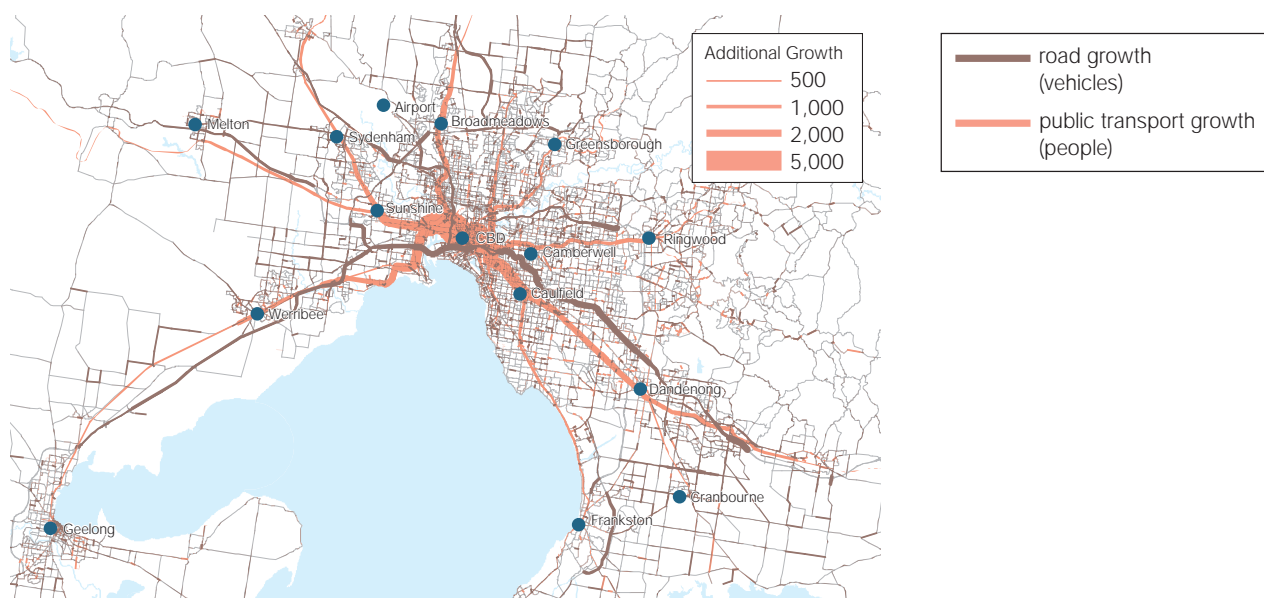 Additional Growth
500
1,000
2,000
5,000
road growth
(vehicles)
public transport growth
(people)
Airport
Melton
Broadmeadows
Sydenham
Greensborough
Sunshine
CBD
Ringwood
Camberwell
Caulfield
Werribee
Dandenong
Cranbourne
Frankston
Geelong